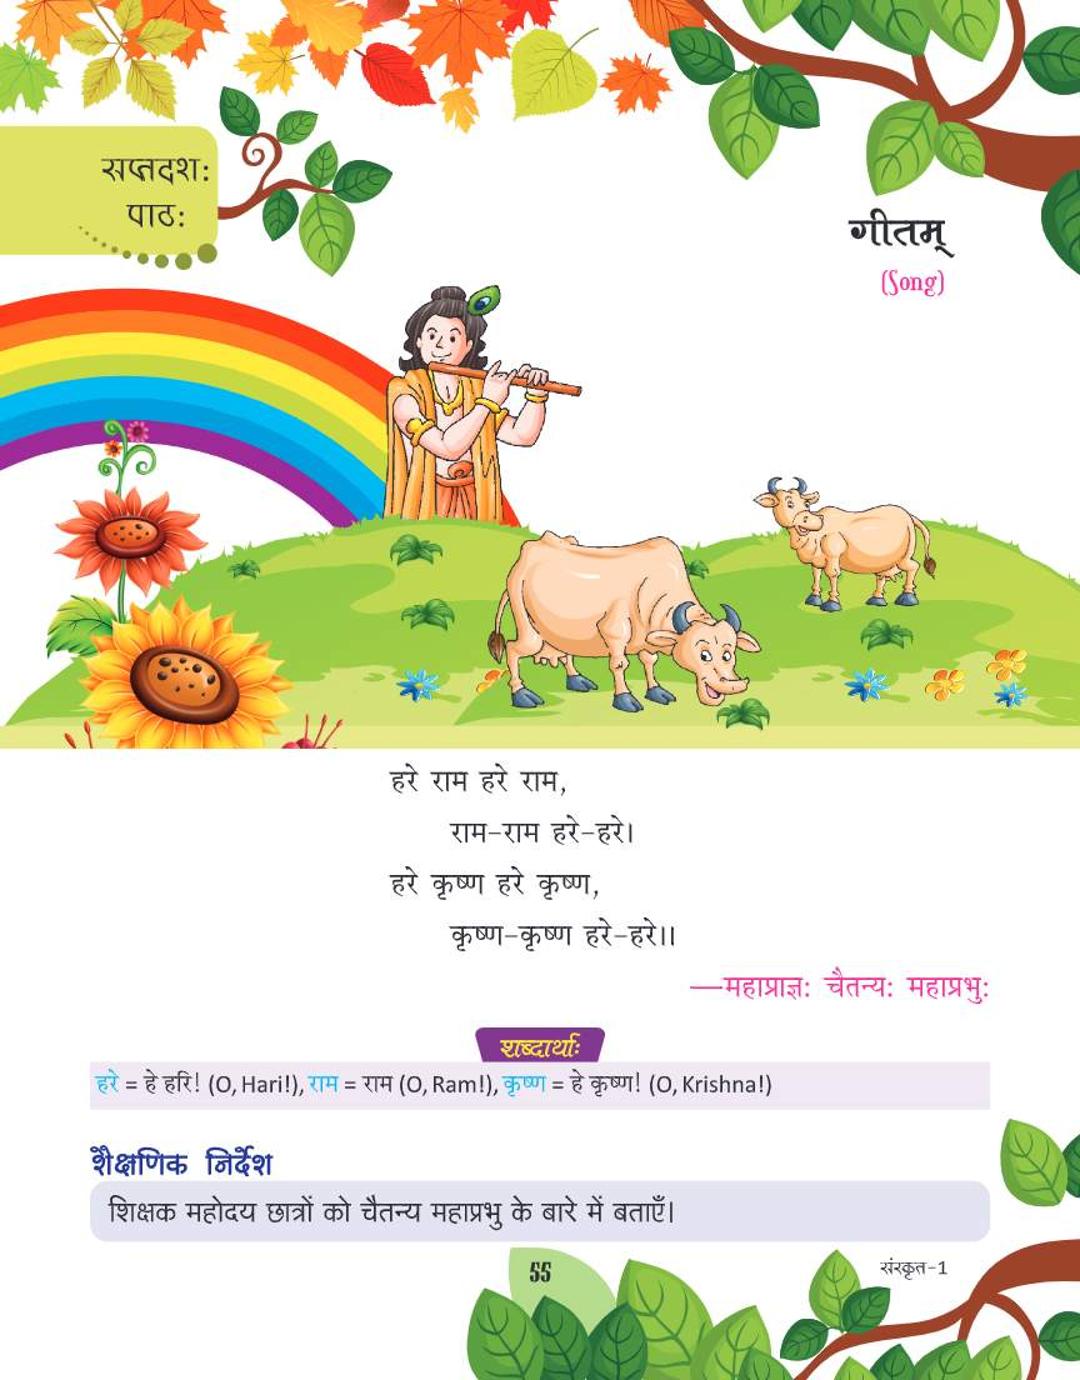 सप्तदशः
पाठः
गीतम्
(Song)
हरे राम हरे राम,
राम-राम हरे-हरे।
हरे कृष्ण हरे कृष्ण,
कृष्ण-कृष्ण हरे-हरे।।
—महाप्राज्ञः चैतन्यः महाप्रभुः
शब्दार्थाः
हरे = हे हरि! (O, Hari!), राम = राम (O, Ram!), कृष्ण = हे कृष्ण! (O, Krishna!)
शैक्षणिक निर्देश
शिक्षक महोदय छात्रों को चैतन्य महाप्रभु के बारे में बताएँ।
55
संस्कृत-1